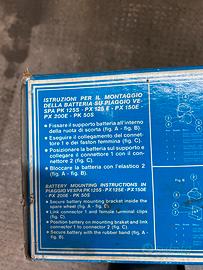 ISTRUZIONI PER IL MONTAGGIO
DELLA BATTERIA SU PIAGGIO VE-
SPA PK 125S - PX 125 E - PX 150E
PX 200E - PK 50S
• Fissare il supporto batteria all'interno
della ruota di scorta (fig. A - fig. B).
• Eseguire il collegamento del connet-
tore 1 e dei faston femmina (fig. C).
• Posizionare la batteria sul supporto e
collegare il connettore 1 con il con-
nettore 2 (fig. C).
• Bloccare la batteria con l'elastico 2
(fig. B).
BATTERY MOUNTING INSTRUCTIONS IN
PIAGGIO VESPA PK 125S - PX 125E - PX 150E
PX 200E - PK 50S
• Secure battery mounting bracket inside the
spare wheel (fig. A - fig. B).
• Link connector 1 and female terminal clips
(fig. C).
• Position battery on mounting bracket and link
connector 1 to connector 2 (fig. C).
• Secure battery with the rubber band (fig. B).
Fig. B